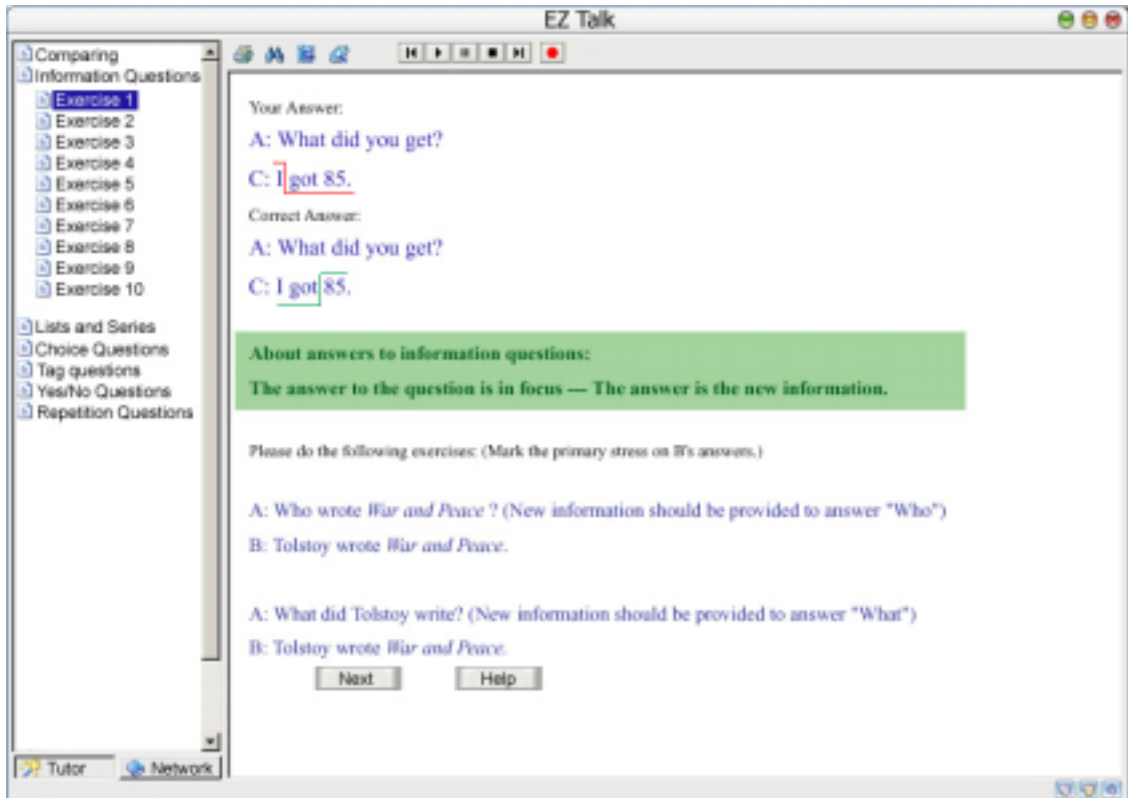 EZ Talk
Comparing
Information Questions
Exercise 1
Exercise 2
Exercise 3
Exercise 4
Exercise 5
Exercise 6
Exercise 7
Exercise 8
Exercise 9
Exercise 10
Lists and Series
Choice Questions
Tag questions
Yes/No Questions
Repetition Questions
Tutor
Network
Your Answer:
A: What did you get?
C: I got 85.
Correct Answer:
A: What did you get?
C: I got 85.
About answers to information questions:
The answer to the question is in focus --- The answer is the new information.
Please do the following exercises: (Mark the primary stress on B's answers.)
A: Who wrote War and Peace ? (New information should be provided to answer "Who")
B: Tolstoy wrote War and Peace.
A: What did Tolstoy write? (New information should be provided to answer "What")
B: Tolstoy wrote War and Peace.
Next
Help